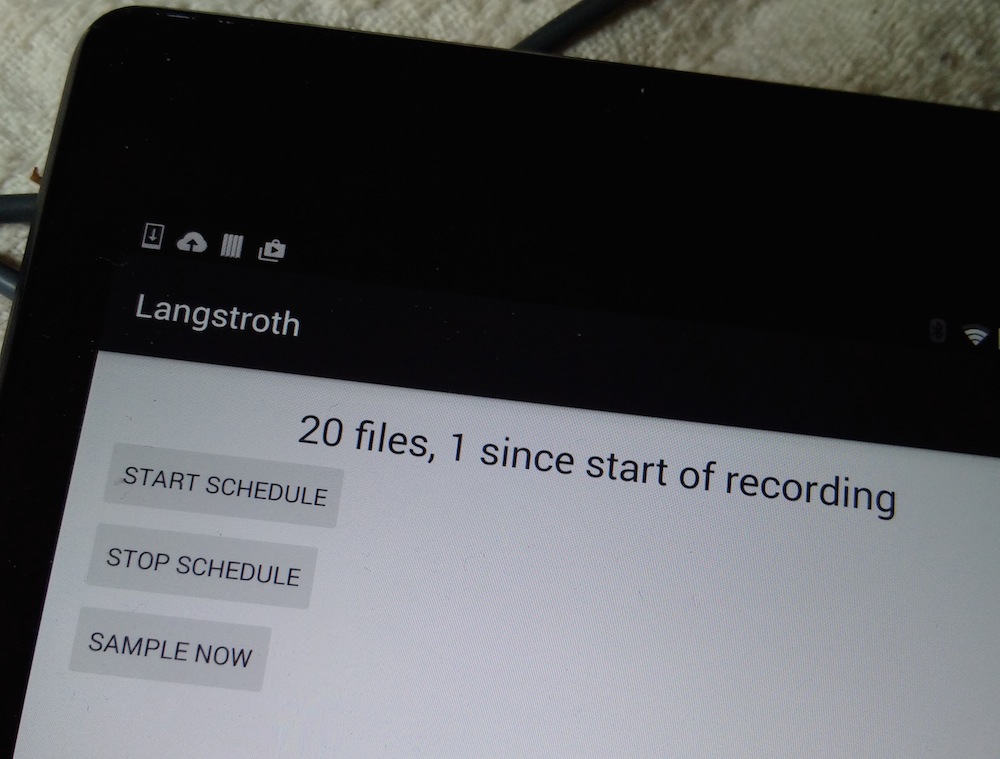 Langstroth
20 files, 1 since start of recording
START SCHEDULE
STOP SCHEDULE
SAMPLE NOW